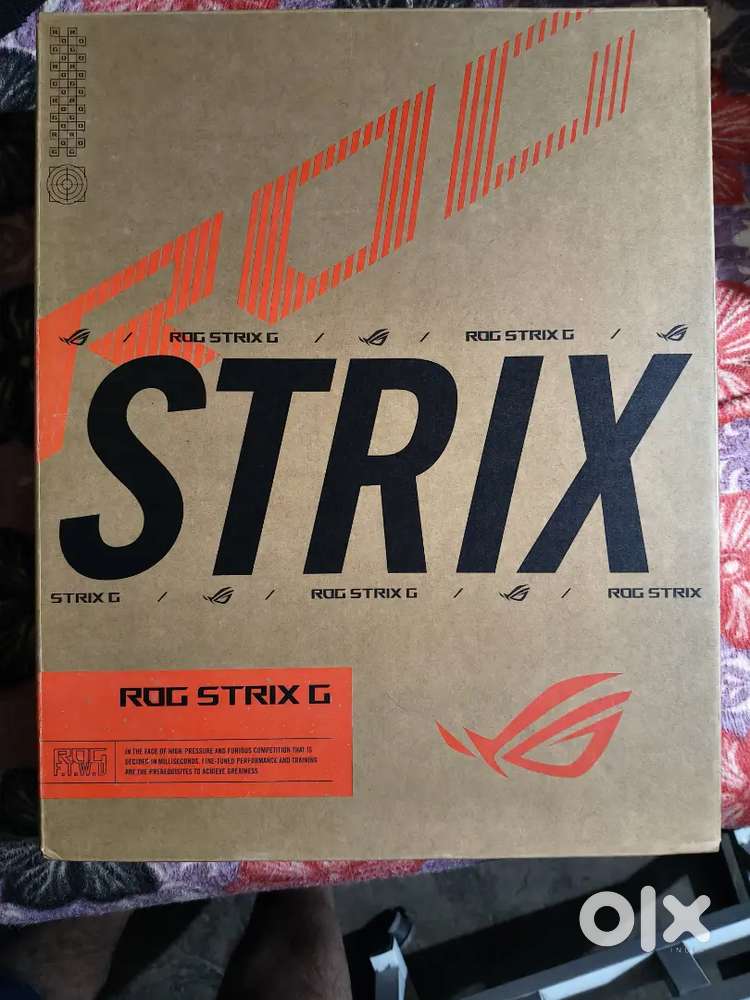 ROG
ROG STRIX G / / ROG STRIX G /
STRIX
STRIX G / / ROG STRIX G / / ROG STRIX
ROG STRIX G
ROG
F.Y.W.D
IN THE FACE OF HIGH-PRESSURE AND FURIOUS COMPETITION THAT IS
DECIDED IN MILLISECONDS, FINE-TUNED PERFORMANCE AND TRAINING
ARE THE PREREQUISITES TO ACHIEVE GREATNESS
olx